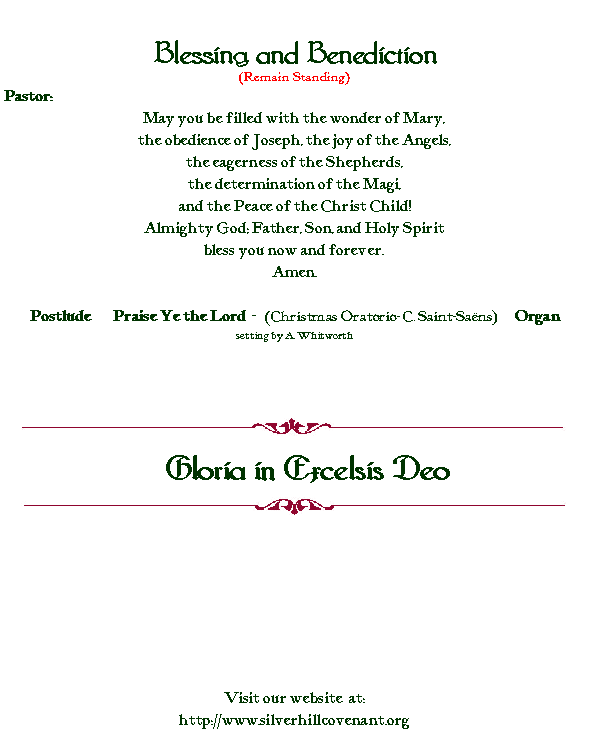 Blessing and Benediction
(Remain Standing)
Pastor:
May you be filled with the wonder of Mary,
the obedience of Joseph, the joy of the Angels,
the eagerness of the Shepherds,
the determination of the Magi,
and the Peace of the Christ Child!
Almighty God; Father, Son, and Holy Spirit
bless you now and forever.
Amen.
Postlude Praise Ye the Lord - (Christmas Oratorio- C. Saint-Saëns) Organ
setting by A. Whitworth
Gloria in Excelsis Deo
Visit our website at:
http://www.silverhillcovenant.org